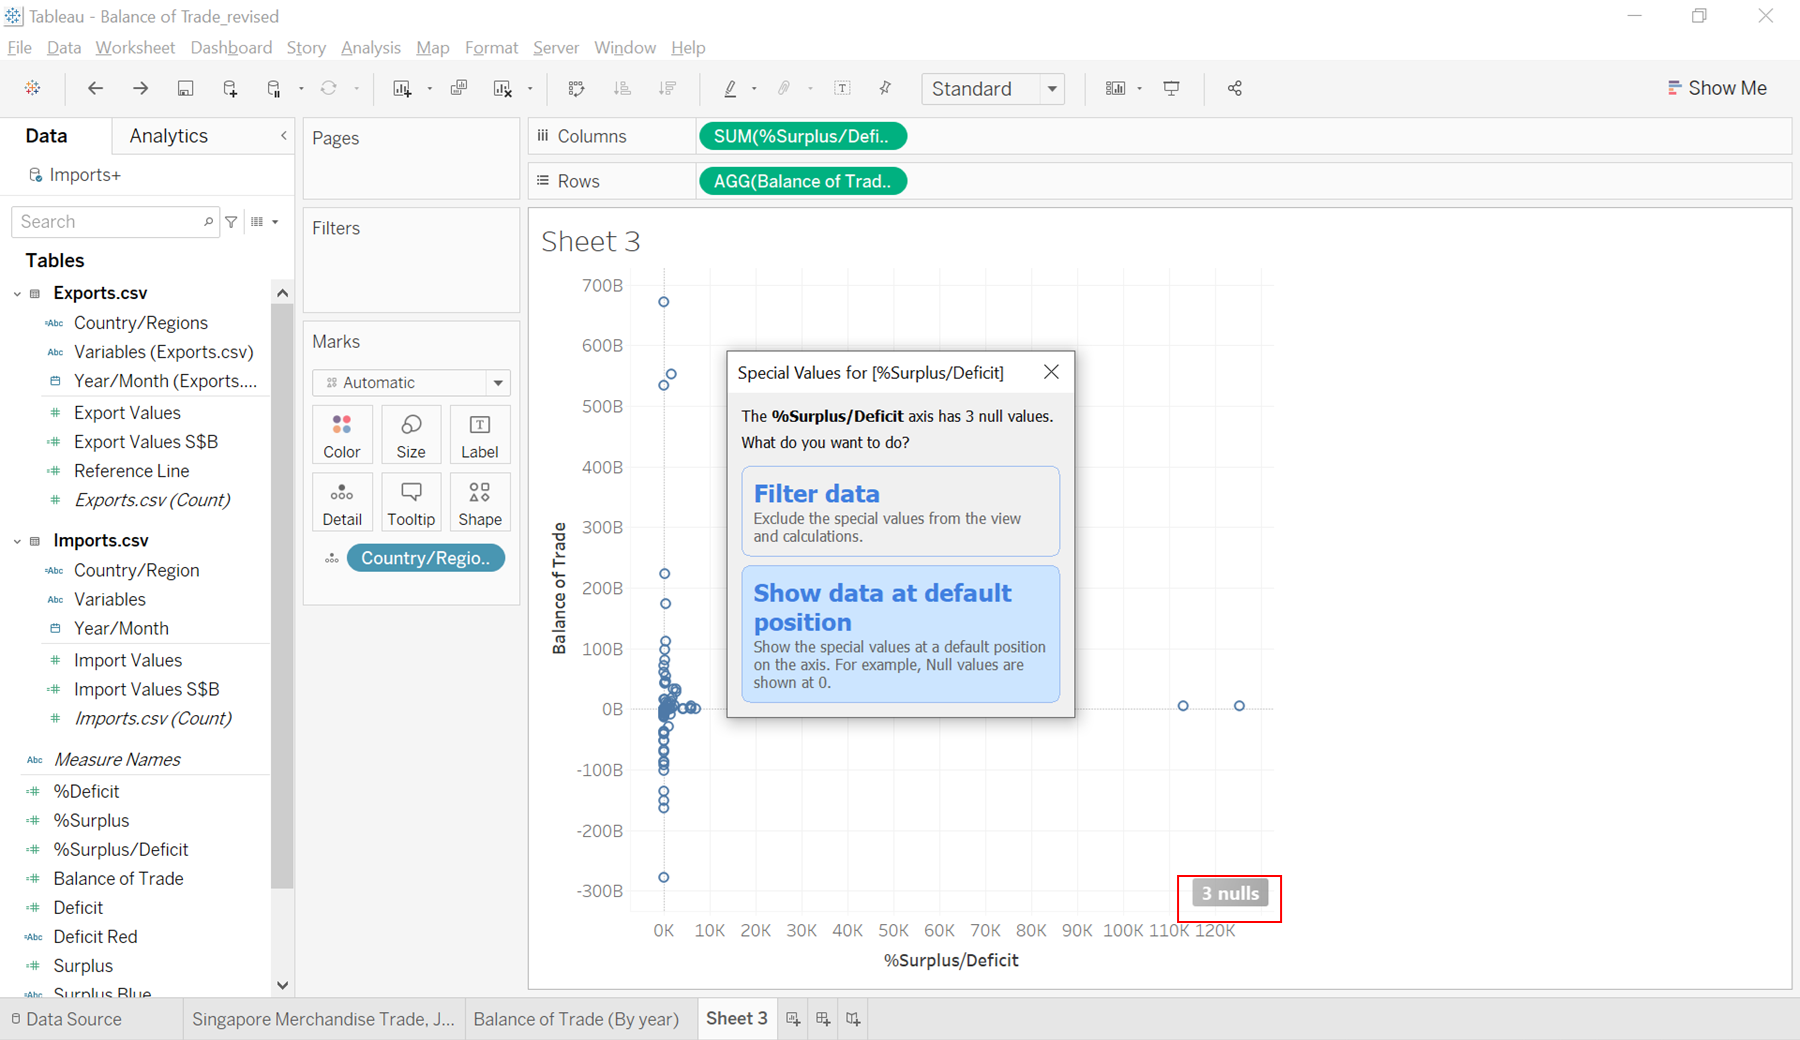 Tableau - Balance of Trade_revised
File Data Worksheet Dashboard Story Analysis Map Format Server Window Help
Standard
Show Me
Data
Analytics
Imports+
Search
Tables
Exports.csv
Abc Country/Regions
Abc Variables (Exports.csv)
Year/Month (Exports....
# Export Values
# Export Values S$B
# Reference Line
# Exports.csv (Count)
Imports.csv
Abc Country/Region
Abc Variables
Year/Month
# Import Values
# Import Values S$B
# Imports.csv (Count)
Abc Measure Names
# %Deficit
# %Surplus
# %Surplus/Deficit
# Balance of Trade
# Deficit
Abc Deficit Red
# Surplus
Abc Surplus Blue
Pages
Filters
Marks
Automatic
Color
Size
T
Label
Detail
Tooltip
Shape
Country/Regio..
Columns
SUM(%Surplus/Defi..
Rows
AGG(Balance of Trad..
Sheet 3
700B
600B
500B
400B
300B
200B
100B
0B
-100B
-200B
-300B
Balance of Trade
0K 10K 20K 30K 40K 50K 60K 70K 80K 90K 100K 110K 120K
%Surplus/Deficit
3 nulls
Special Values for [%Surplus/Deficit]
The %Surplus/Deficit axis has 3 null values.
What do you want to do?
Filter data
Exclude the special values from the view
and calculations.
Show data at default
position
Show the special values at a default position
on the axis. For example, Null values are
shown at 0.
Data Source
Singapore Merchandise Trade, J...
Balance of Trade (By year)
Sheet 3